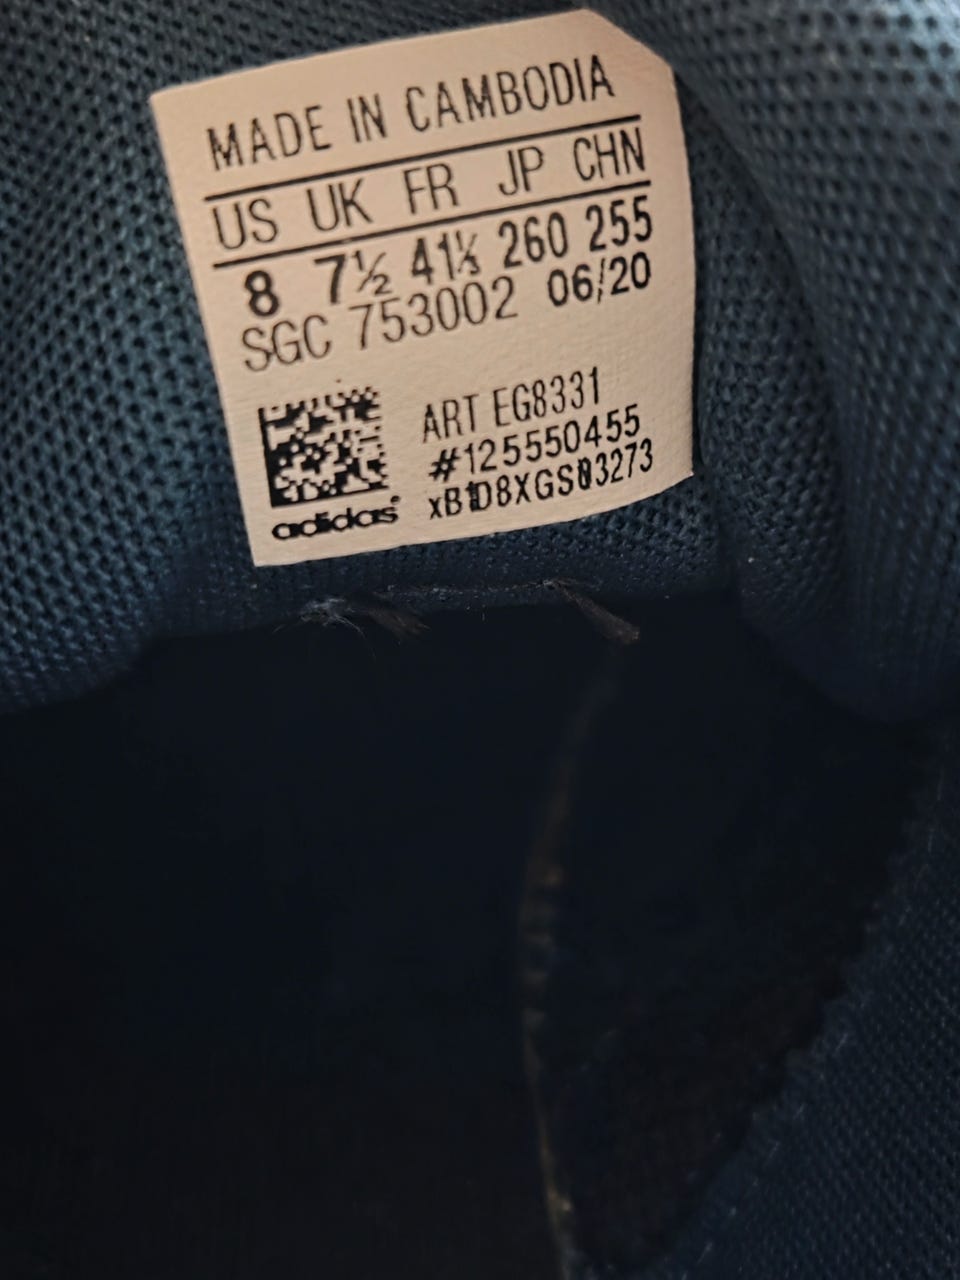 MADE IN CAMBODIA
US UK FR JP CHN
8 7½ 41⅓ 260 255
SGC 753002 06/20
ART EG8331
#125550455
adidas